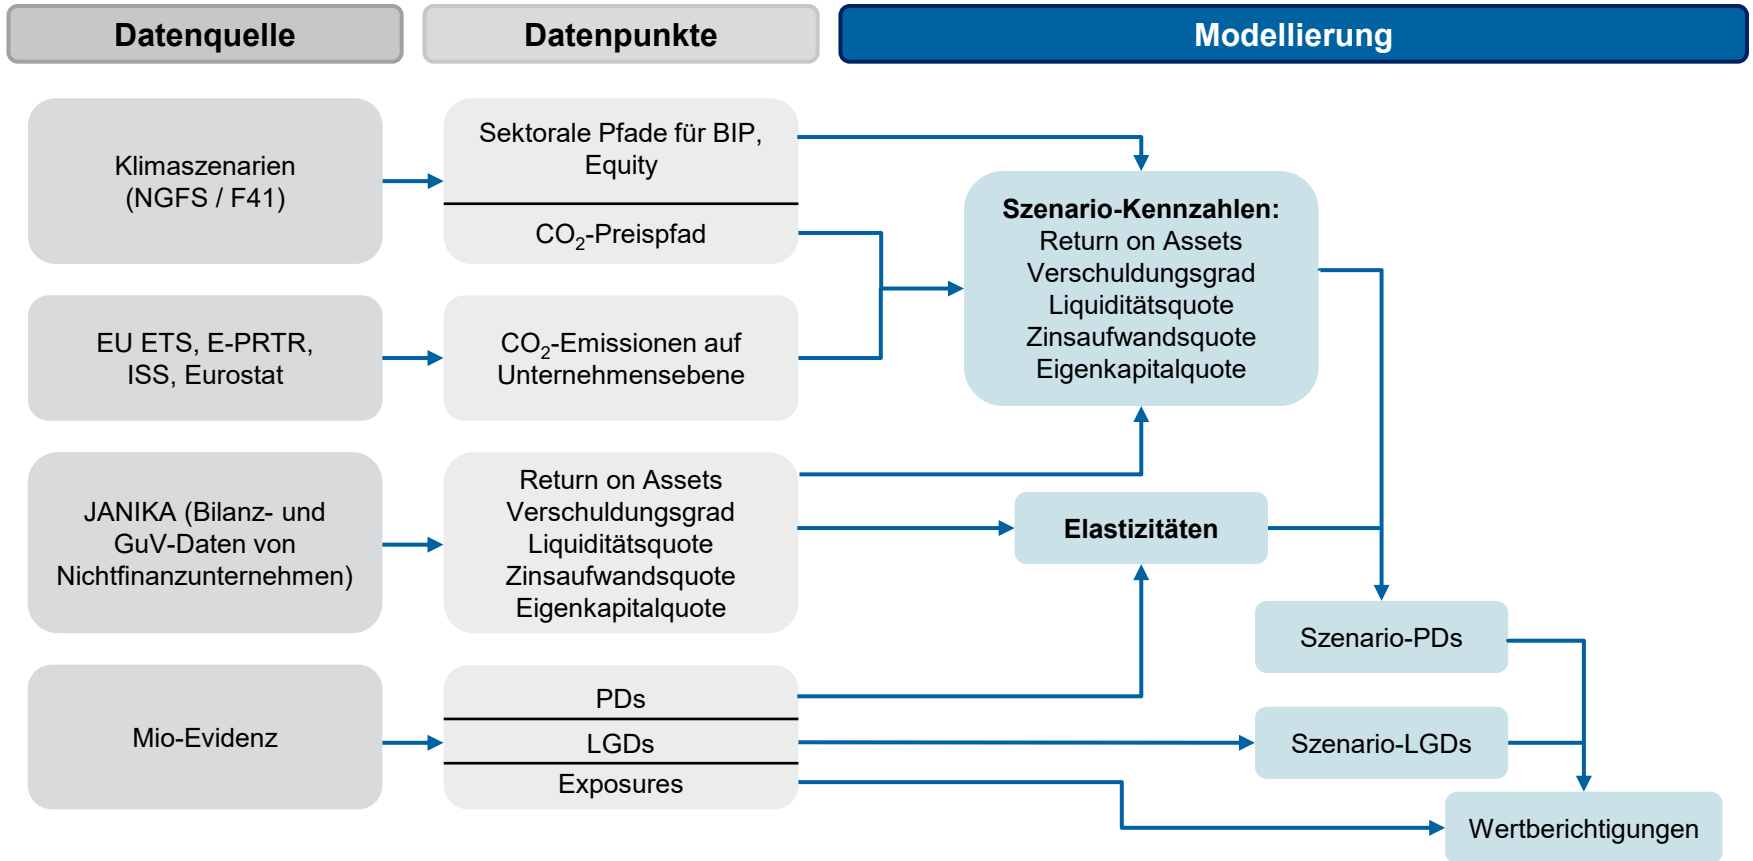 Datenquelle
Datenpunkte
Modellierung
Klimaszenarien
(NGFS / F41)
Sektorale Pfade für BIP,
Equity
CO₂-Preispfad
Szenario-Kennzahlen:
Return on Assets
Verschuldungsgrad
Liquiditätsquote
Zinsaufwandsquote
Eigenkapitalquote
EU ETS, E-PRTR,
ISS, Eurostat
CO₂-Emissionen auf
Unternehmensebene
JANIKA (Bilanz- und
GuV-Daten von
Nichtfinanzunternehmen)
Return on Assets
Verschuldungsgrad
Liquiditätsquote
Zinsaufwandsquote
Eigenkapitalquote
Elastizitäten
Szenario-PDs
Mio-Evidenz
PDs
LGDs
Exposures
Szenario-LGDs
Wertberichtigungen